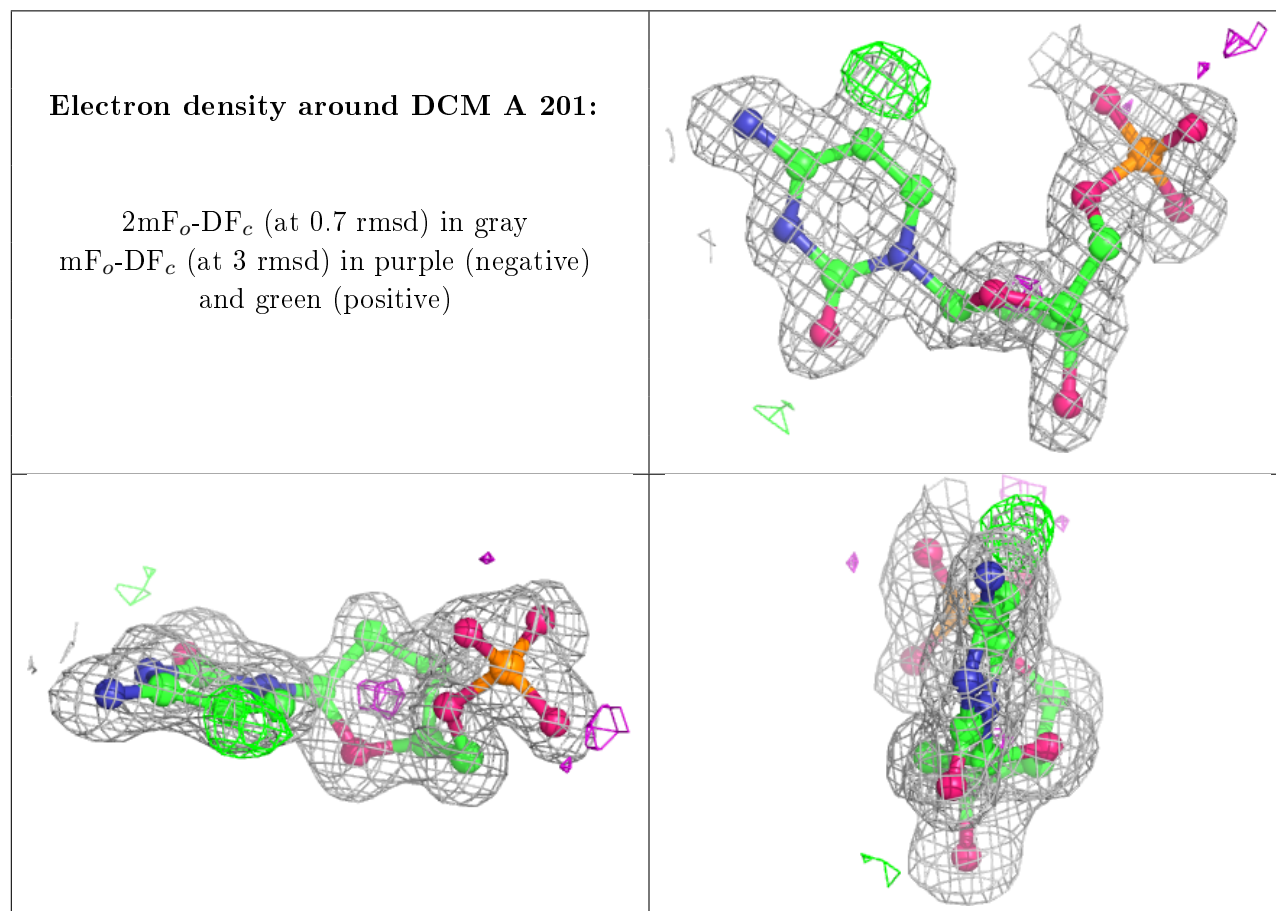 Electron density around DCM A 201:
2mFo-DFc (at 0.7 rmsd) in gray
mFo-DFc (at 3 rmsd) in purple (negative)
and green (positive)